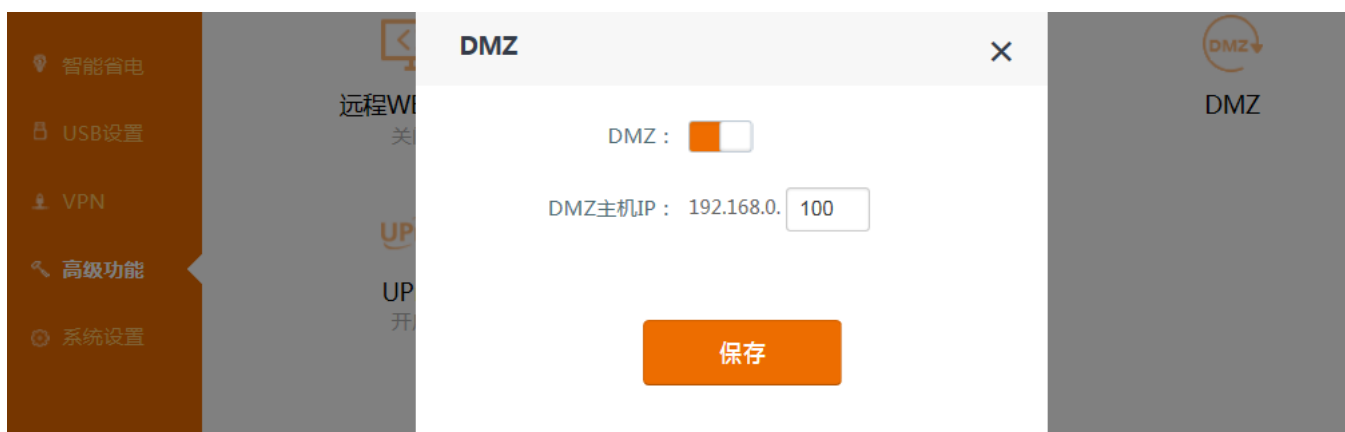 智能省电
USB设置
VPN
高级功能
系统设置
远程WE
关
UP
UP
开
DMZ
DMZ：
DMZ主机IP： 192.168.0. 100
保存
DMZ
DMZ